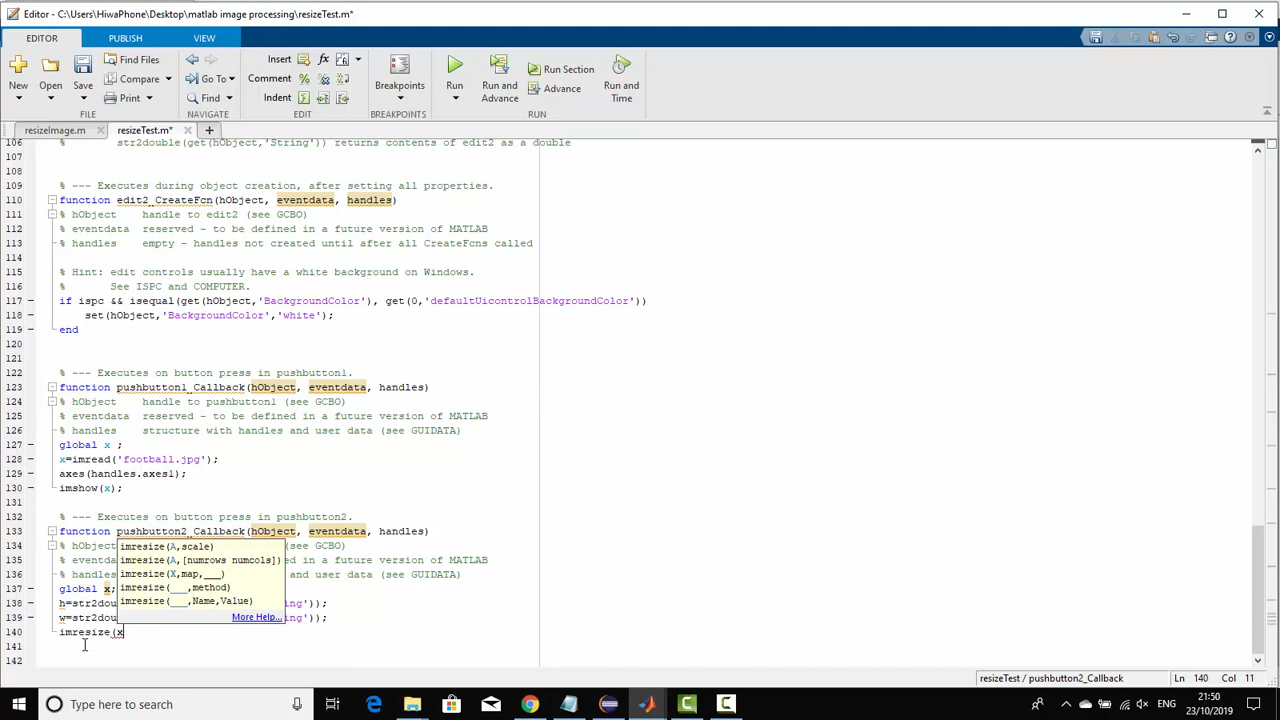 Editor - C:\Users\HiwaPhone\Desktop\matlab image processing\resizeTest.m*
EDITOR PUBLISH VIEW
New Open Save Find Files Compare Print Go To Find Insert Comment Indent Breakpoints Run Run and Advance Run Section Advance Run and Time
FILE NAVIGATE EDIT BREAKPOINTS RUN
resizeImage.m resizeTest.m* +
106 % str2double(get(hObject,'String')) returns contents of edit2 as a double
107
108
109 % --- Executes during object creation, after setting all properties.
110 function edit2_CreateFcn(hObject, eventdata, handles)
111 % hObject handle to edit2 (see GCBO)
112 % eventdata reserved - to be defined in a future version of MATLAB
113 % handles empty - handles not created until after all CreateFcns called
114
115 % Hint: edit controls usually have a white background on Windows.
116 % See ISPC and COMPUTER.
117 if ispc && isequal(get(hObject,'BackgroundColor'), get(0,'defaultUicontrolBackgroundColor'))
118 set(hObject,'BackgroundColor','white');
119 end
120
121
122 % --- Executes on button press in pushbutton1.
123 function pushbutton1_Callback(hObject, eventdata, handles)
124 % hObject handle to pushbutton1 (see GCBO)
125 % eventdata reserved - to be defined in a future version of MATLAB
126 % handles structure with handles and user data (see GUIDATA)
127 global x ;
128 x=imread('football.jpg');
129 axes(handles.axes1);
130 imshow(x);
131
132 % --- Executes on button press in pushbutton2.
133 function pushbutton2_Callback(hObject, eventdata, handles)
134 % hObject (see GCBO)
135 % eventda ed in a future version of MATLAB
136 % handles and user data (see GUIDATA)
137 global x;
138 h=str2dou ing'));
139 w=str2dou ing'));
140 imresize(x
141
142
imresize(A,scale)
imresize(A,[numrows numcols])
imresize(X,map,___)
imresize(___,method)
imresize(___,Name,Value)
More Help...
resizeTest / pushbutton2_Callback Ln 140 Col 11
Type here to search ENG 21:50
23/10/2019